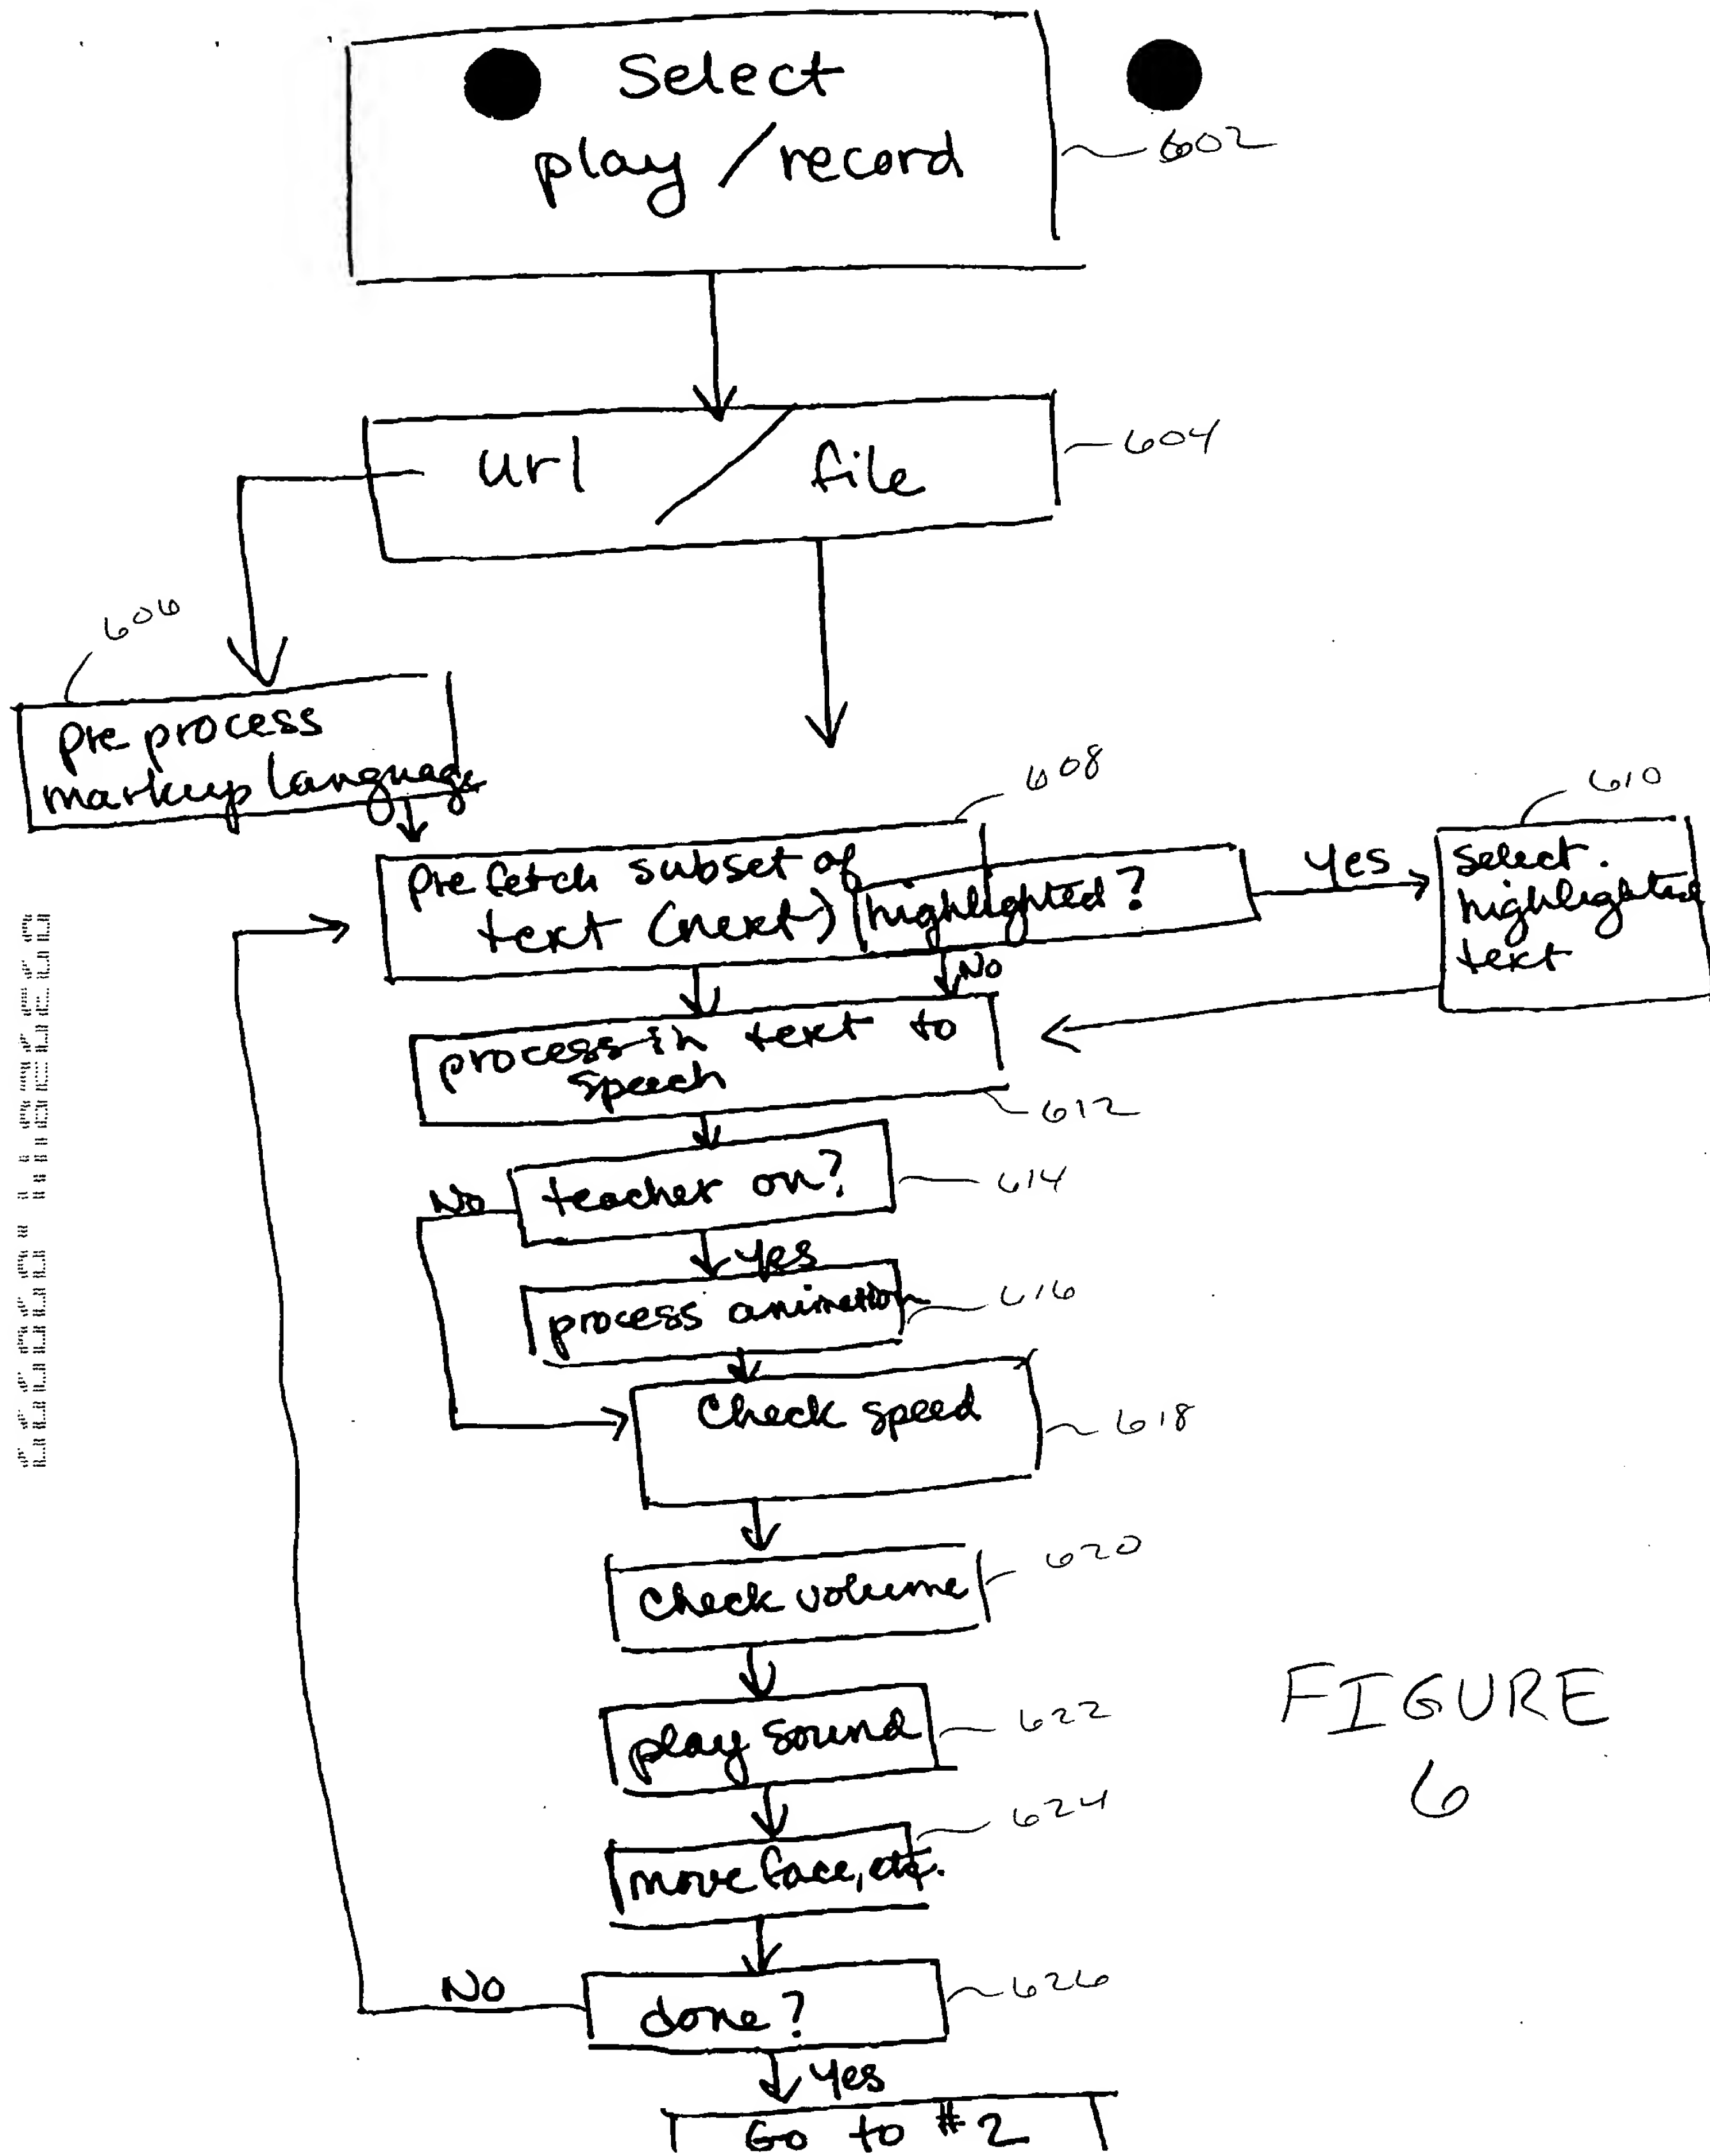 Select
play / record
602
url / file
604
606
pre process
markup language
608
610
prefetch subset of
text (next) highlighted?
yes
select
highlighted
text
No
process in text to
speech
612
teacher on?
614
No
yes
process animation
616
Check speed
618
check volume
620
play sound
622
move face, etc.
624
FIGURE
6
done?
626
No
yes
Go to #2